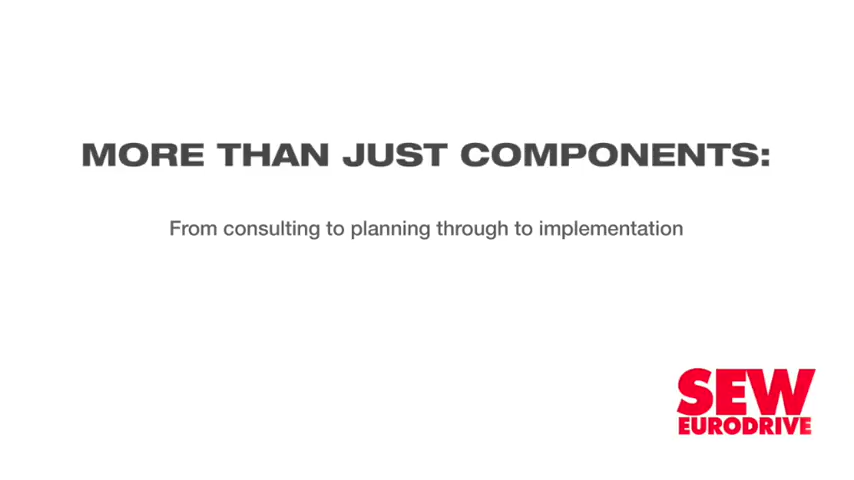 MORE THAN JUST COMPONENTS:
From consulting to planning through to implementation
SEW
EURODRIVE